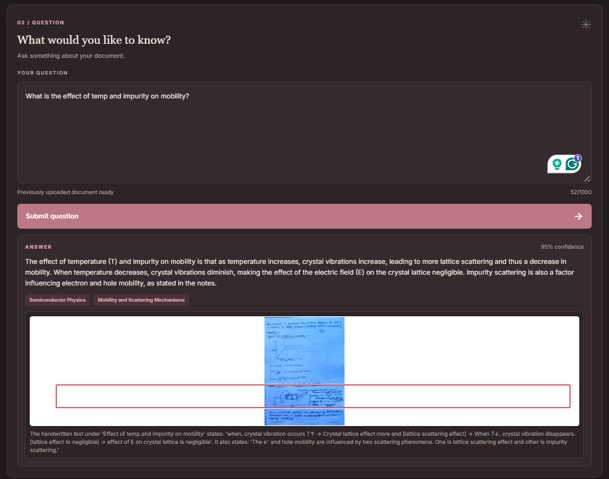 02 / QUESTION
What would you like to know?
Ask something about your document.
YOUR QUESTION
What is the effect of temp and impurity on mobility?
1
Previously uploaded document ready
52/1000
Submit question
ANSWER
95% confidence
The effect of temperature (T) and impurity on mobility is that as temperature increases, crystal vibrations increase, leading to more lattice scattering and thus a decrease in
mobility. When temperature decreases, crystal vibrations diminish, making the effect of the electric field (E) on the crystal lattice negligible. Impurity scattering is also a factor
influencing electron and hole mobility, as stated in the notes.
Semiconductor Physics
Mobility and Scattering Mechanisms
The handwritten text under 'Effect of temp and impurity on mobility' states: 'when, crystal vibration occurs T↑ → Crystal lattice effect more and [lattice scattering effect] → When T↓, crystal vibration disappears.
[lattice effect to negligible] → effect of E on crystal lattice is negligible'. It also states: 'The e⁻ and hole mobility are influenced by two scattering phenomena. One is lattice scattering effect and other is impurity
scattering.'